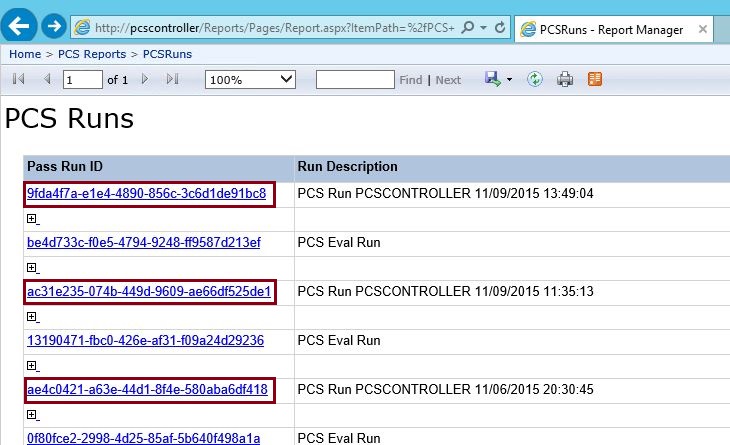 http://pcscontroller/Reports/Pages/Report.aspx?ItemPath=%2fPCS+
PCSRuns - Report Manager
Home > PCS Reports > PCSRuns
1 of 1 100% Find | Next
PCS Runs
Pass Run ID Run Description
9fda4f7a-e1e4-4890-856c-3c6d1de91bc8 PCS Run PCSCONTROLLER 11/09/2015 13:49:04
be4d733c-f0e5-4794-9248-ff9587d213ef PCS Eval Run
ac31e235-074b-449d-9609-ae66df525de1 PCS Run PCSCONTROLLER 11/09/2015 11:35:13
13190471-fbc0-426e-af31-f09a24d29236 PCS Eval Run
ae4c0421-a63e-44d1-8f4e-580aba6df418 PCS Run PCSCONTROLLER 11/06/2015 20:30:45
0f80fce2-2998-4d25-85af-5b640f498a1a PCS Eval Run